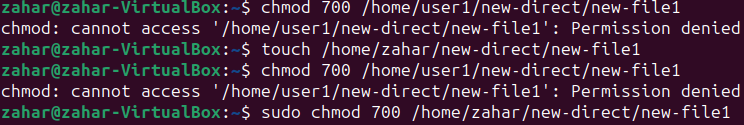 zahar@zahar-VirtualBox:~$ chmod 700 /home/user1/new-direct/new-file1
chmod: cannot access '/home/user1/new-direct/new-file1': Permission denied
zahar@zahar-VirtualBox:~$ touch /home/zahar/new-direct/new-file1
zahar@zahar-VirtualBox:~$ chmod 700 /home/user1/new-direct/new-file1
chmod: cannot access '/home/user1/new-direct/new-file1': Permission denied
zahar@zahar-VirtualBox:~$ sudo chmod 700 /home/zahar/new-direct/new-file1